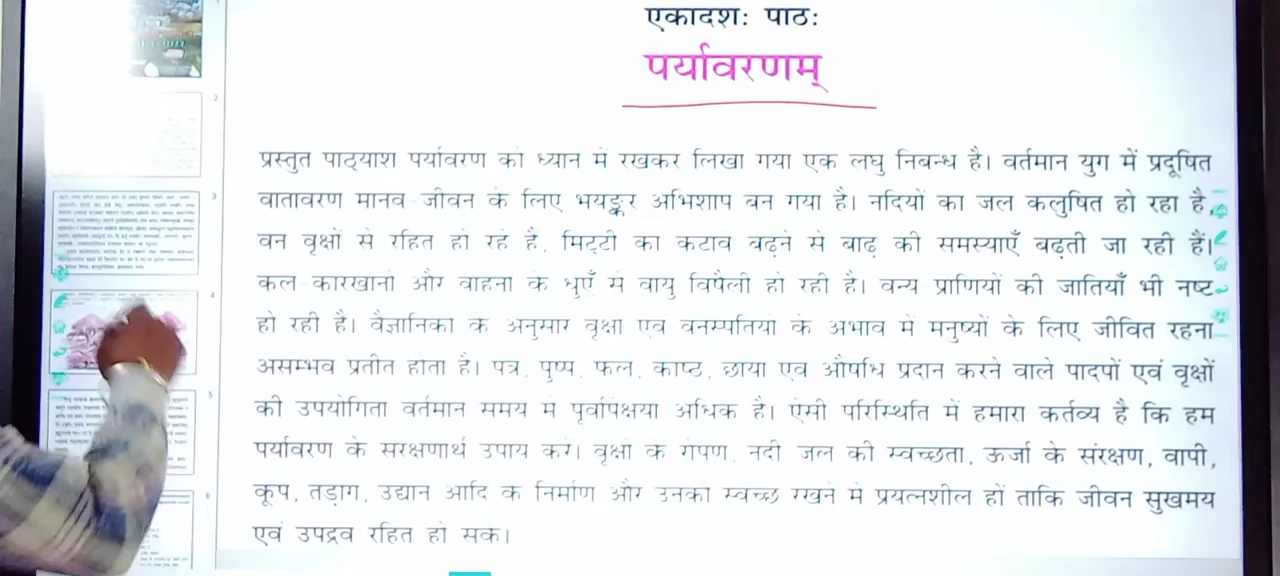 एकादशः पाठः
पर्यावरणम्
प्रस्तुत पाठ्यांश पर्यावरण को ध्यान में रखकर लिखा गया एक लघु निबन्ध है। वर्तमान युग में प्रदूषित
वातावरण मानव-जीवन के लिए भयङ्कर अभिशाप बन गया है। नदियों का जल कलुषित हो रहा है,
वन वृक्षों से रहित हो रहे हैं, मिट्टी का कटाव बढ़ने से बाढ़ की समस्याएँ बढ़ती जा रही हैं।
कल-कारखानों और वाहनों के धुएँ से वायु विषैली हो रही है। वन्य प्राणियों की जातियाँ भी नष्ट
हो रही हैं। वैज्ञानिकों के अनुसार वृक्षों एवं वनस्पतियों के अभाव में मनुष्यों के लिए जीवित रहना
असम्भव प्रतीत होता है। पत्र, पुष्प, फल, काष्ठ, छाया एवं औषधि प्रदान करने वाले पादपों एवं वृक्षों
की उपयोगिता वर्तमान समय में पूर्वापेक्षया अधिक है। ऐसी परिस्थिति में हमारा कर्तव्य है कि हम
पर्यावरण के संरक्षणार्थ उपाय करें। वृक्षों के रोपण, नदी जल की स्वच्छता, ऊर्जा के संरक्षण, वापी,
कूप, तड़ाग, उद्यान आदि के निर्माण और उनको स्वच्छ रखने में प्रयत्नशील हों ताकि जीवन सुखमय
एवं उपद्रव रहित हो सके।